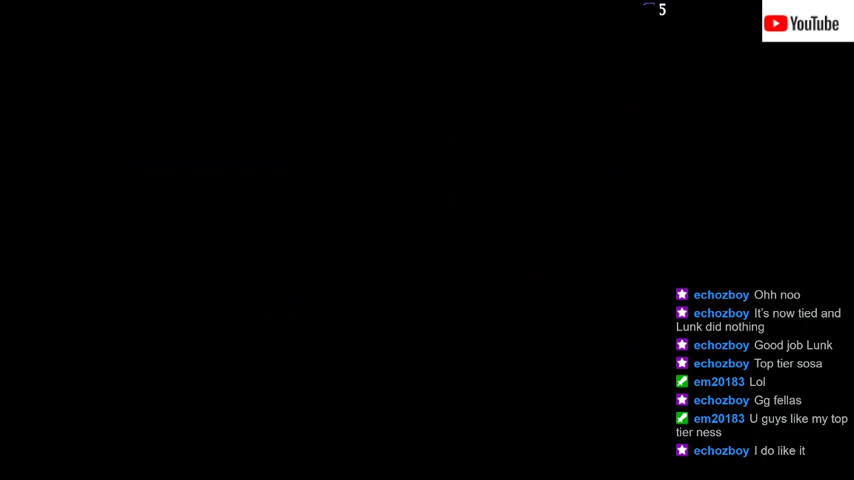 5
YouTube
echozboy Ohh noo
echozboy It's now tied and
Lunk did nothing
echozboy Good job Lunk
echozboy Top tier sosa
em20183 Lol
echozboy Gg fellas
em20183 U guys like my top
tier ness
echozboy I do like it